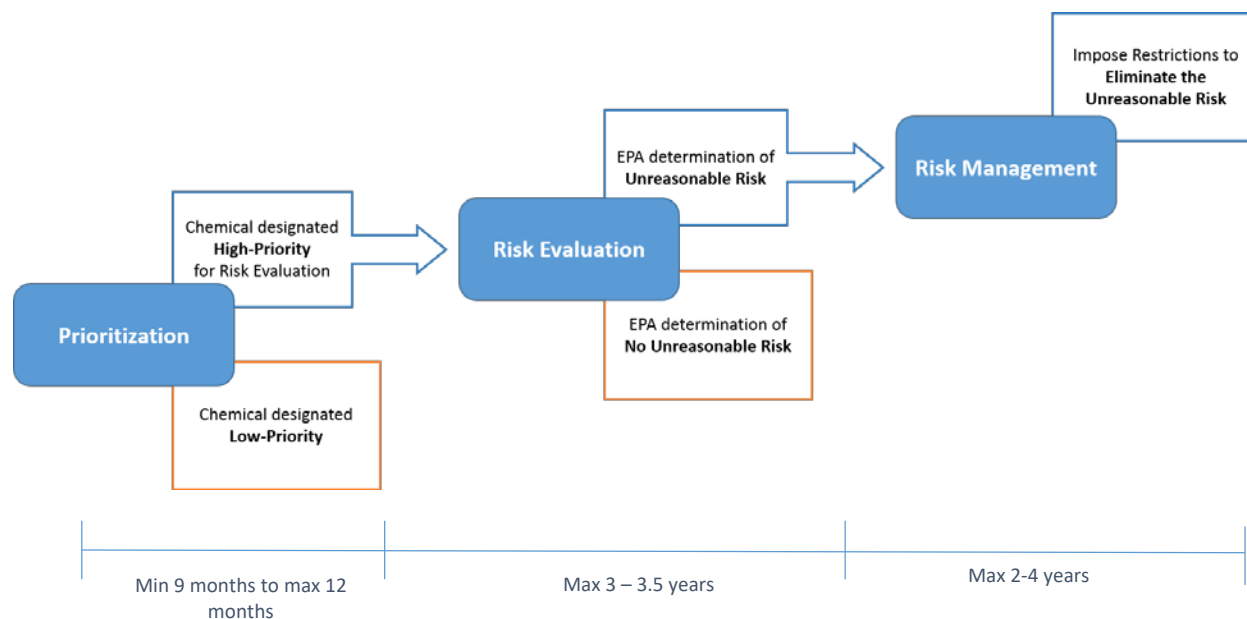 Impose Restrictions to
Eliminate the
Unreasonable Risk
Risk Management
EPA determination of
Unreasonable Risk
Risk Evaluation
EPA determination of
No Unreasonable Risk
Chemical designated
High-Priority
for Risk Evaluation
Prioritization
Chemical designated
Low-Priority
Min 9 months to max 12
months
Max 3 – 3.5 years
Max 2-4 years